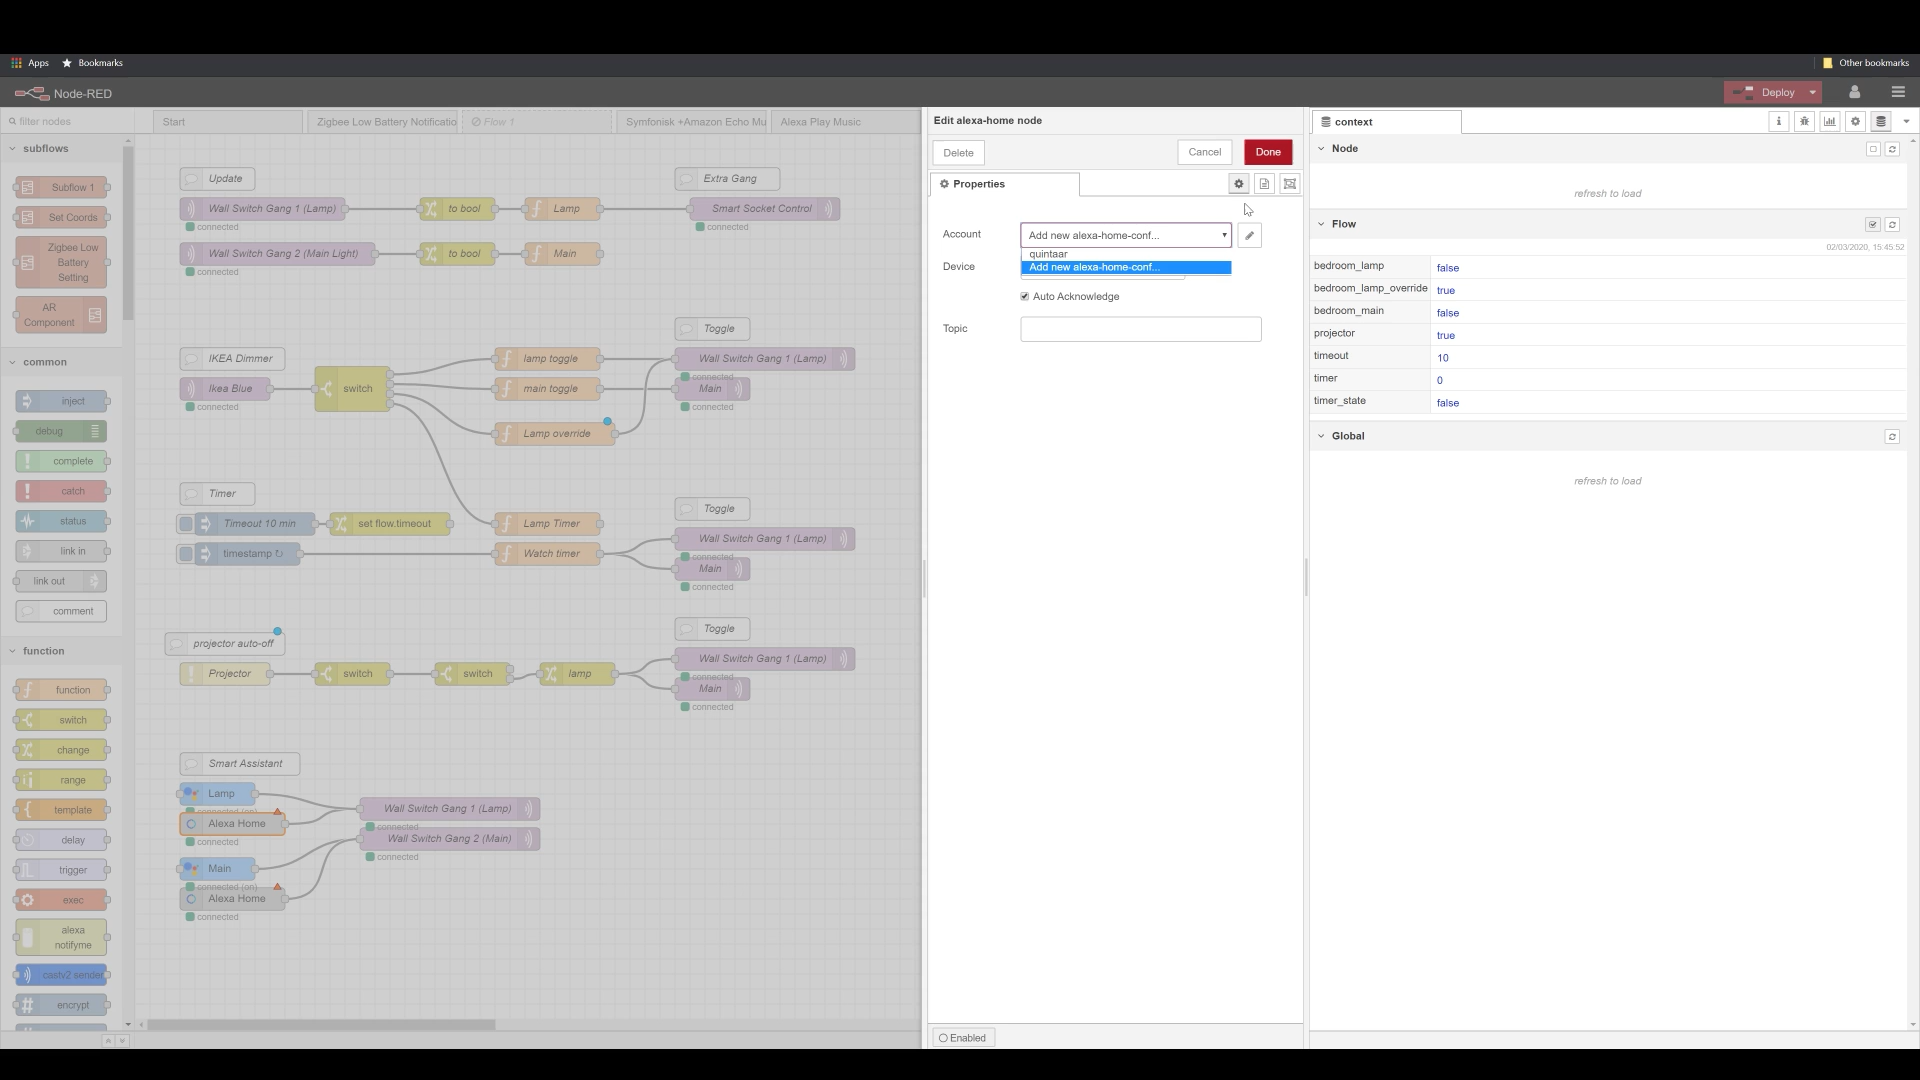 Apps
Bookmarks
Other bookmarks
Node-RED
Deploy
filter nodes
Start
Zigbee Low Battery Notificatio
Flow 1
Symfonisk +Amazon Echo Mu
Alexa Play Music
subflows
Subflow 1
Set Coords
Zigbee Low
Battery
Setting
AR
Component
common
inject
debug
complete
catch
status
link in
link out
comment
function
function
switch
change
range
template
delay
trigger
exec
alexa
notifyme
castv2 sender
encrypt
Update
Extra Gang
Wall Switch Gang 1 (Lamp)
to bool
Lamp
Smart Socket Control
connected
connected
Wall Switch Gang 2 (Main Light)
to bool
Main
connected
Toggle
IKEA Dimmer
lamp toggle
Wall Switch Gang 1 (Lamp)
connected
Ikea Blue
switch
main toggle
Main
connected
connected
Lamp override
Timer
Toggle
Timeout 10 min
set flow.timeout
Lamp Timer
Wall Switch Gang 1 (Lamp)
connected
timestamp ↻
Watch timer
Main
connected
Toggle
projector auto-off
Wall Switch Gang 1 (Lamp)
connected
Projector
switch
switch
lamp
Main
connected
Smart Assistant
Lamp
connected (on)
Wall Switch Gang 1 (Lamp)
connected
Alexa Home
connected
Wall Switch Gang 2 (Main)
connected
Main
connected (on)
Alexa Home
connected
Edit alexa-home node
Delete
Cancel
Done
Properties
Account
Add new alexa-home-conf...
quintaar
Add new alexa-home-conf...
Device
Auto Acknowledge
Topic
Enabled
context
Node
refresh to load
Flow
02/03/2020, 15:45:52
bedroom_lamp false
bedroom_lamp_override true
bedroom_main false
projector true
timeout 10
timer 0
timer_state false
Global
refresh to load